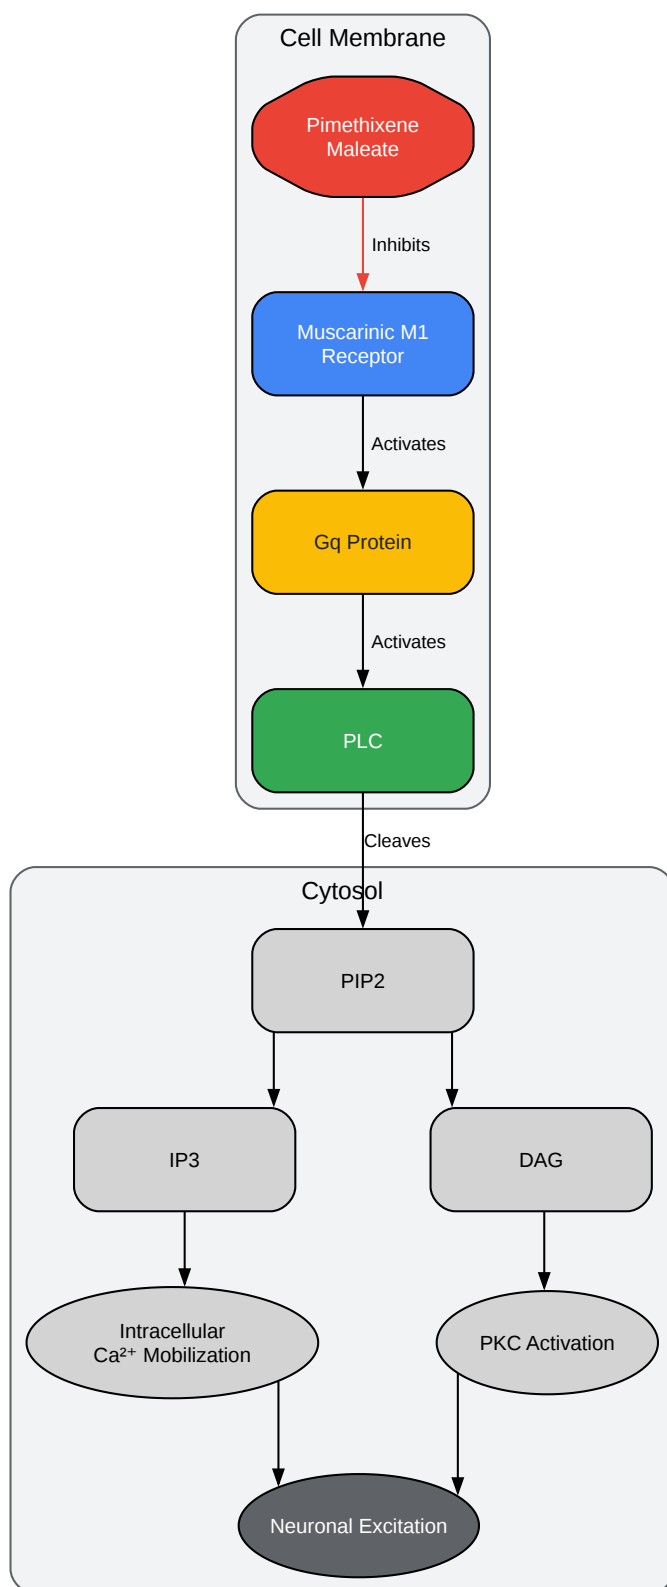 Cell Membrane
Pimethixene
Maleate
Inhibits
Muscarinic M1
Receptor
Activates
Gq Protein
Activates
PLC
Cleaves
Cytosol
PIP2
IP3
DAG
Intracellular
Ca²⁺ Mobilization
PKC Activation
Neuronal Excitation